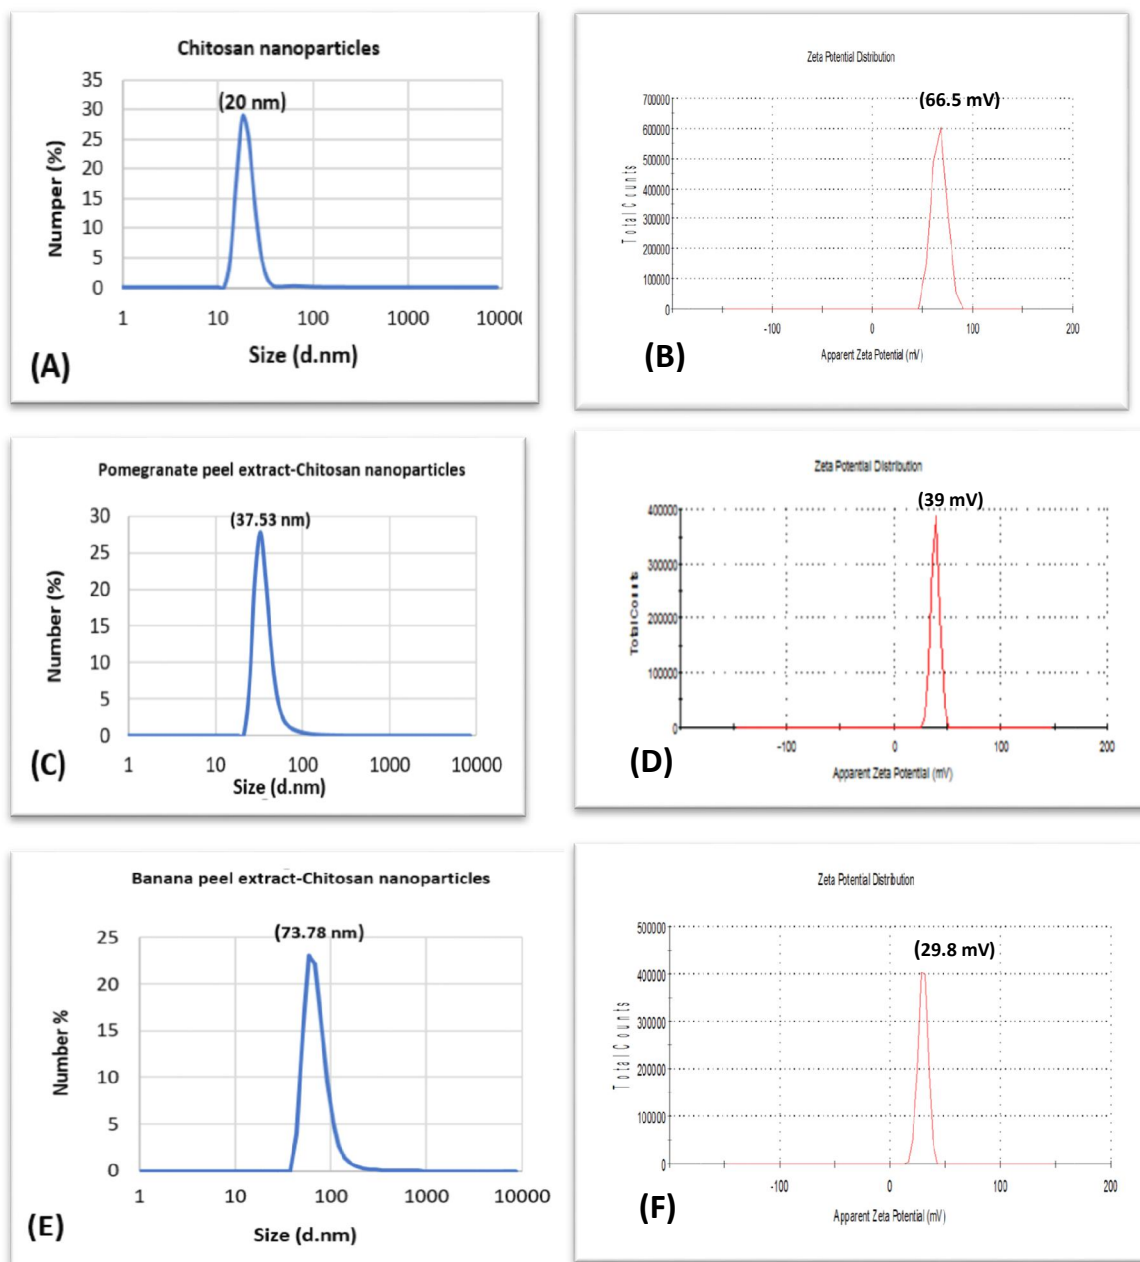 Chitosan nanoparticles
(20 nm)
35
30
25
20
15
10
5
0
Numper (%)
1 10 100 1000 1000(
Size (d.nm)
(A)
Zeta Potential Distribution
(66.5 mV)
700000
600000
500000
400000
300000
200000
100000
0
Total Counts
-100 0 100 200
Apparent Zeta Potential (mV)
(B)
Pomegranate peel extract-Chitosan nanoparticles
(37.53 nm)
30
25
20
15
10
5
0
Number (%)
1 10 100 1000 10000
Size (d.nm)
(C)
Zeta Potential Distribution
(39 mV)
400000
300000
200000
100000
0
Total Counts
-100 0 100 200
Apparent Zeta Potential (mV)
(D)
Banana peel extract-Chitosan nanoparticles
(73.78 nm)
25
20
15
10
5
0
Number %
1 10 100 1000 10000
Size (d.nm)
(E)
Zeta Potential Distribution
(29.8 mV)
500000
400000
300000
200000
100000
0
Total Counts
-100 0 100 200
Apparent Zeta Potential (mV)
(F)